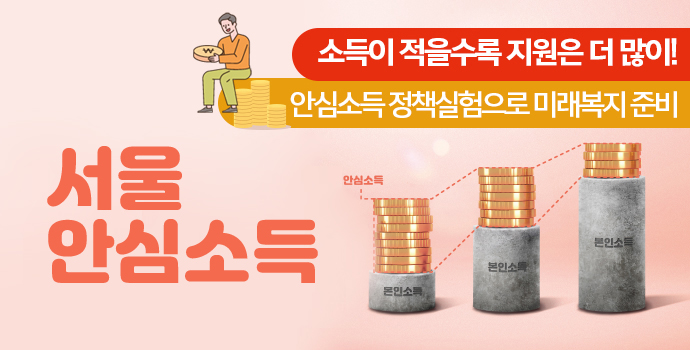 소득이 적을수록 지원은 더 많이!
안심소득 정책실험으로 미래복지 준비
서울
안심소득
안심소득
본인소득
본인소득
본인소득
₩